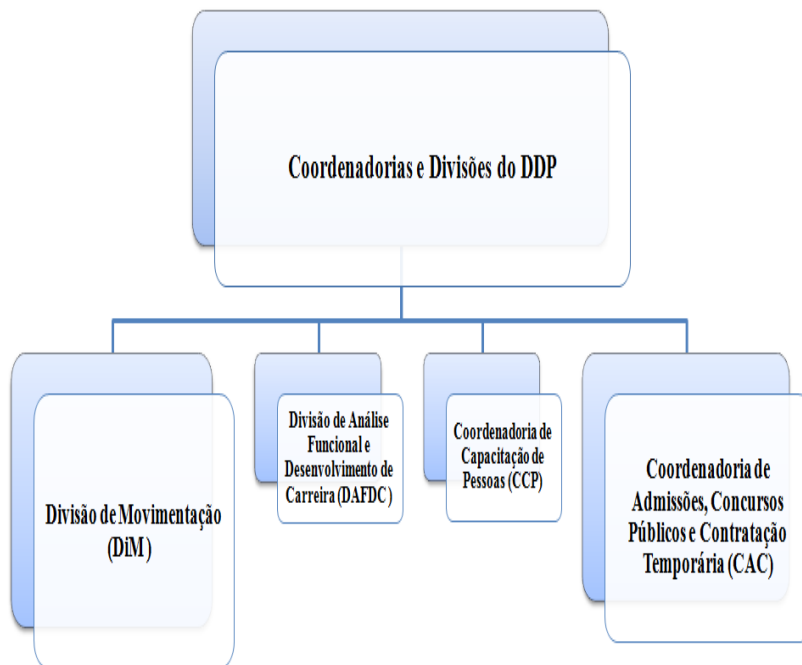 Coordenadorias e Divisões do DDP
Divisão de Movimentação
(DiM)
Divisão de Análise
Funcional e
Desenvolvimento de
Carreira (DAFDC)
Coordenadoria de
Capacitação de
Pessoas (CCP)
Coordenadoria de
Admissões, Concursos
Públicos e Contratação
Temporária (CAC)